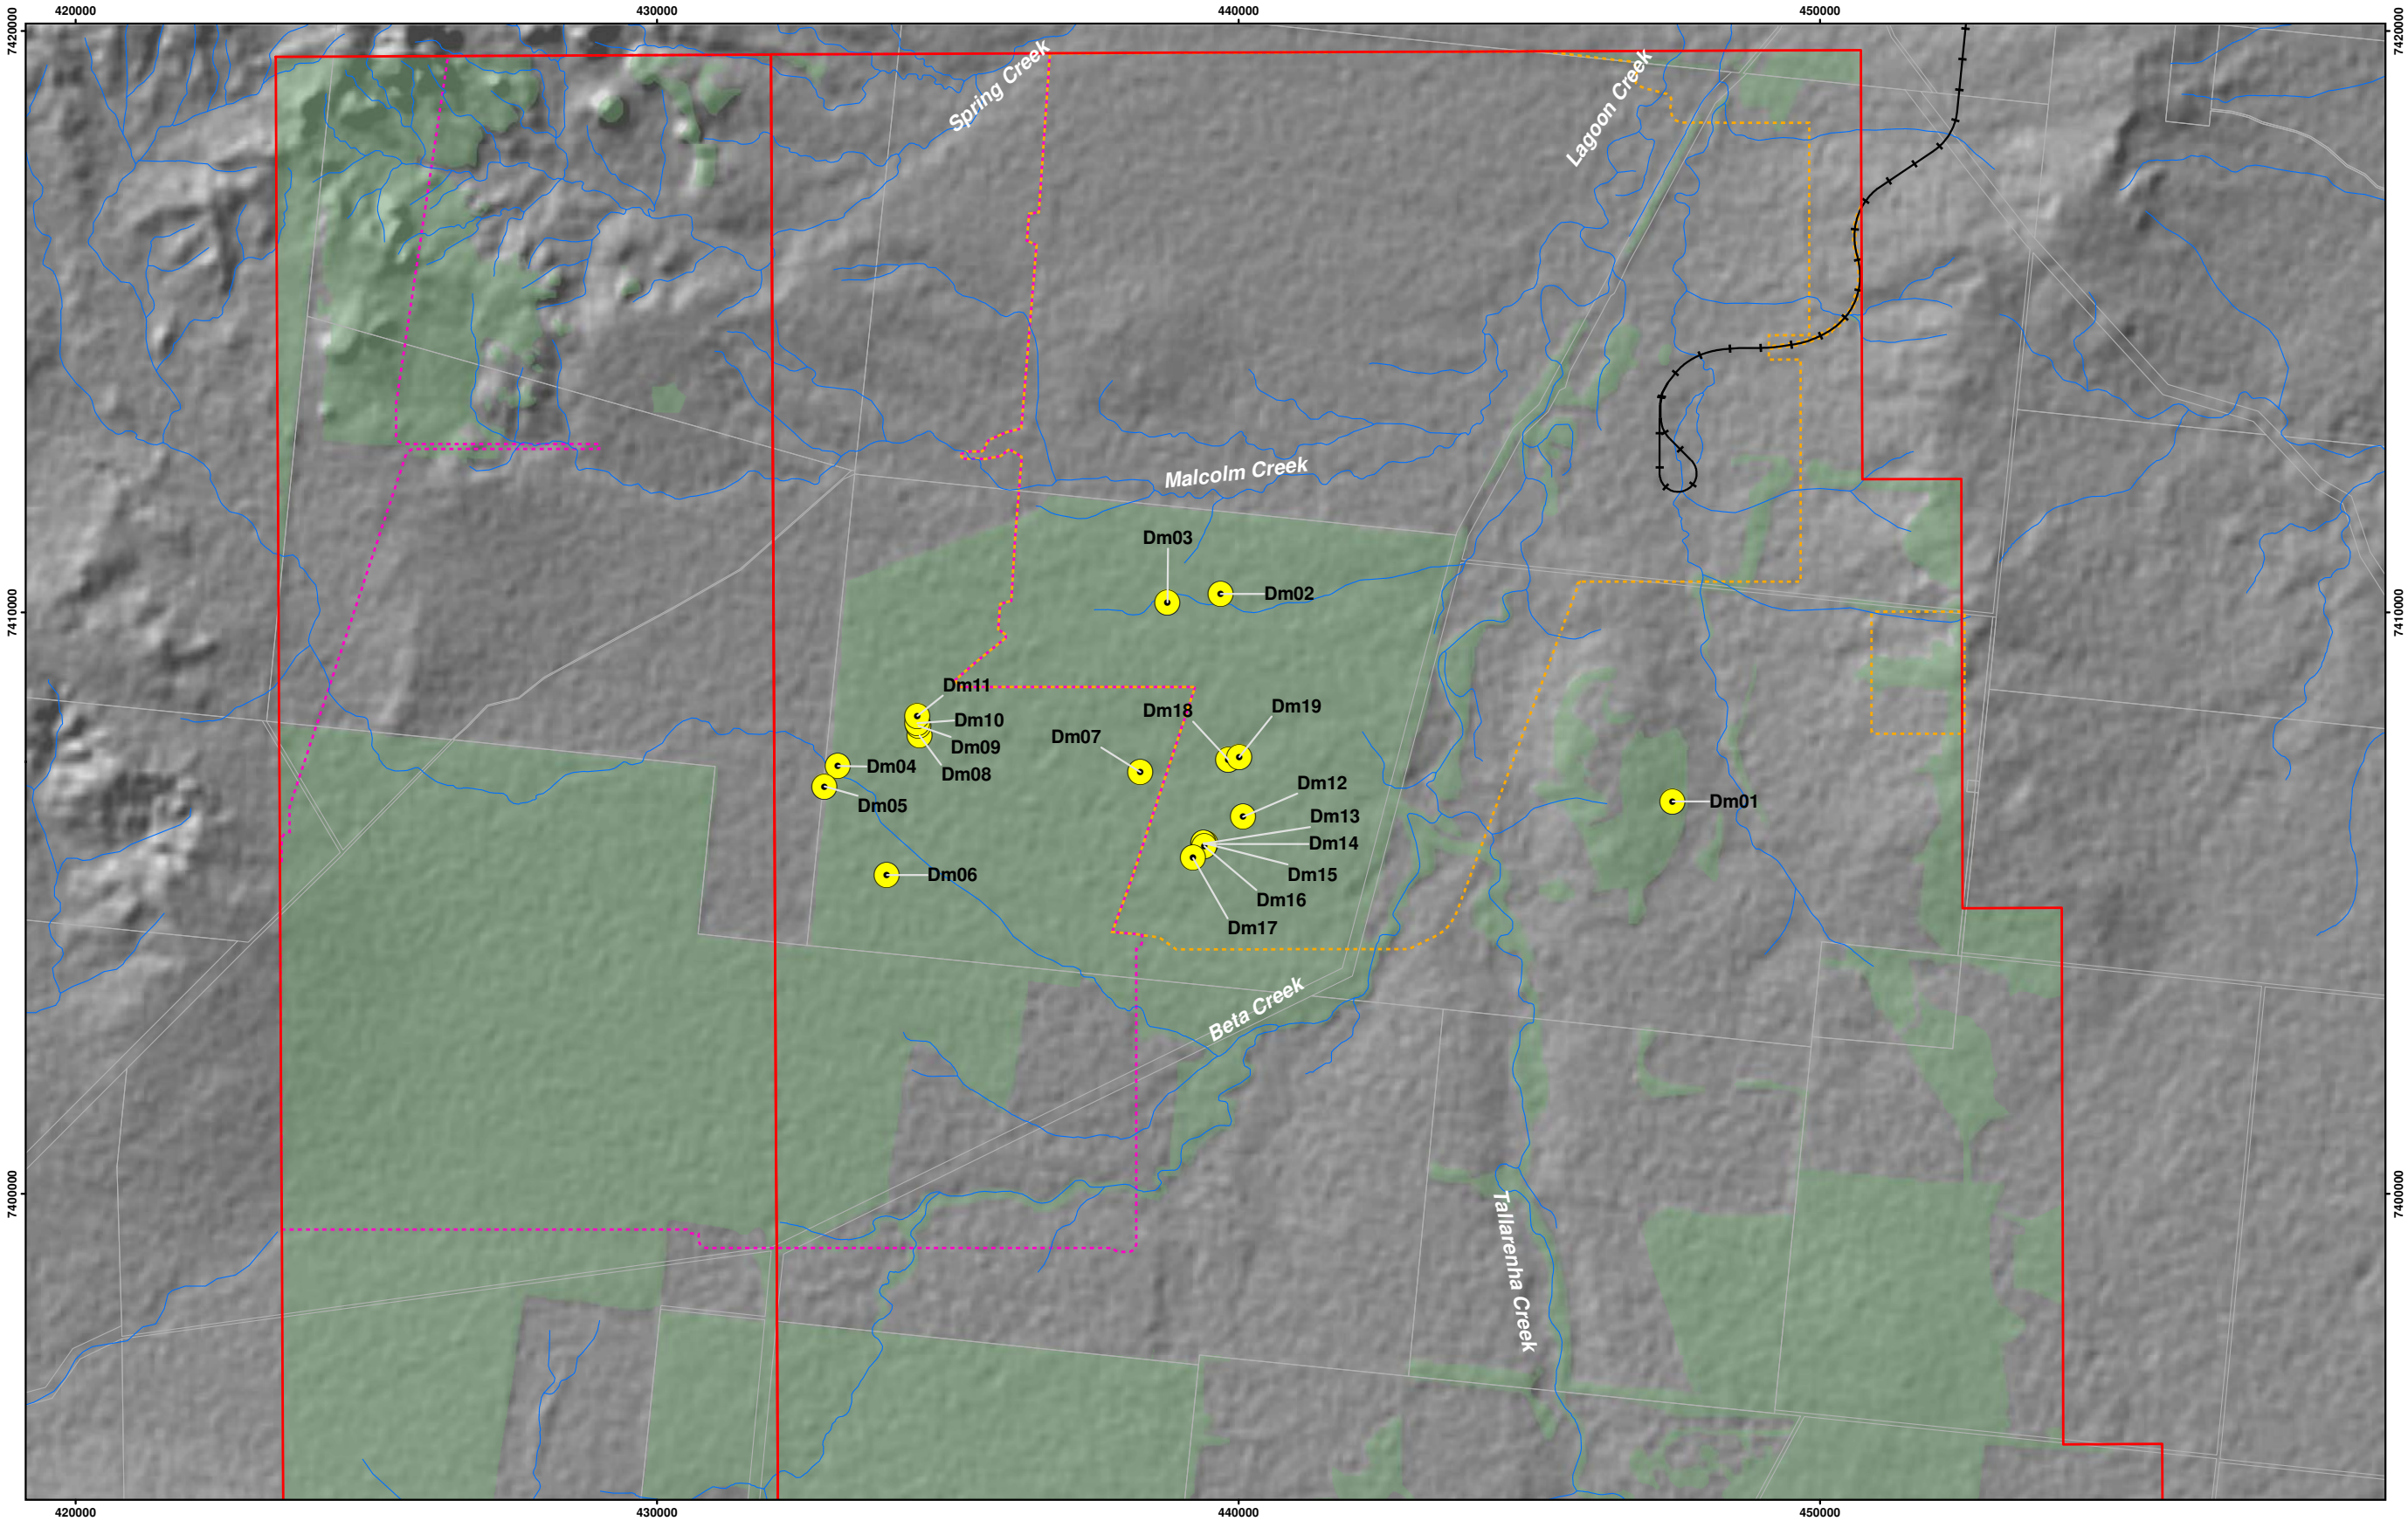 420000
430000
440000
450000
7420000
7420000
Spring Creek
Lagoon Creek
Malcolm Creek
Dm03
Dm02
7410000
7410000
Dm11
Dm18
Dm19
Dm10
Dm07
Dm09
Dm04
Dm08
Dm12
Dm01
Dm05
Dm13
Dm14
Dm06
Dm15
Dm16
Dm17
Beta Creek
7400000
7400000
Tallarenha Creek
420000
430000
440000
450000